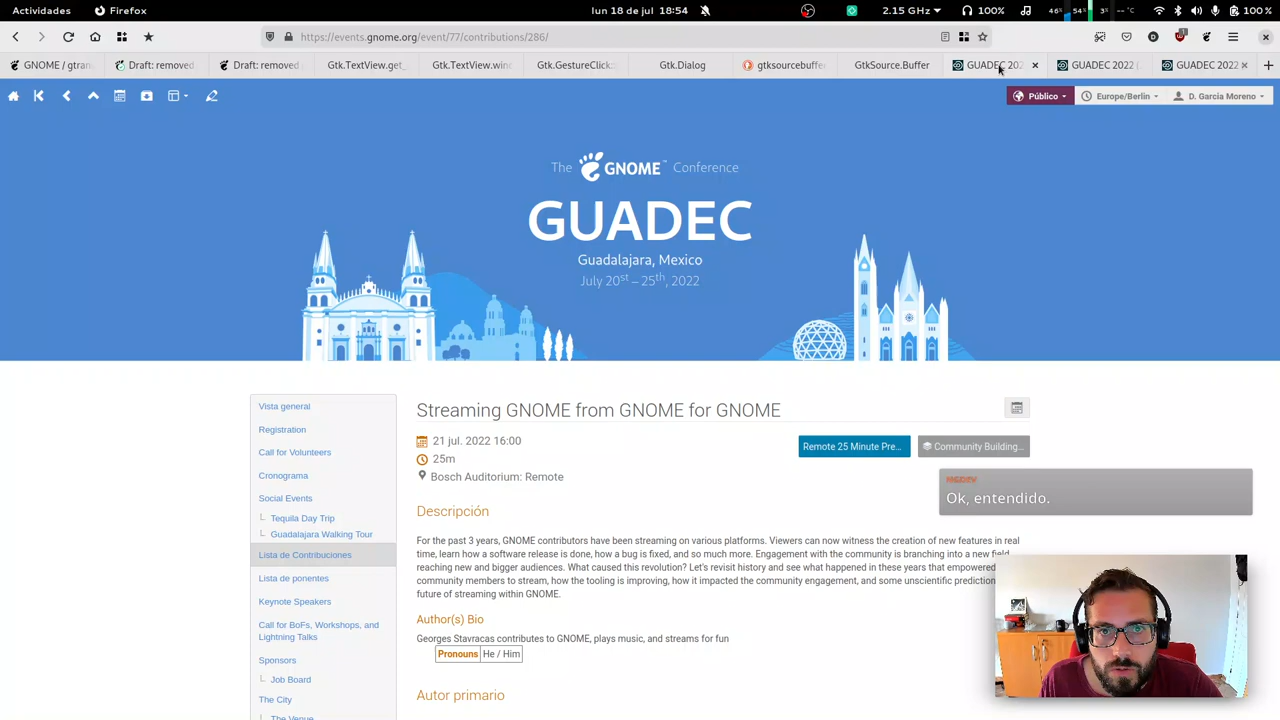 Actividades
Firefox
lun 18 de jul 18:54
2.15 GHz
100%
46%
54%
3%
-- °C
100 %
https://events.gnome.org/event/77/contributions/286/
GNOME / gtran
Draft: removed
Draft: removed
Gtk.TextView.get_
Gtk.TextView.win
Gtk.GestureClick:
Gtk.Dialog
gtksourcebuffe
GtkSource.Buffer
GUADEC 202
GUADEC 2022 (
GUADEC 2022
Público
Europe/Berlin
D. Garcia Moreno
The GNOME™ Conference
GUADEC
Guadalajara, Mexico
July 20st – 25th, 2022
Vista general
Registration
Call for Volunteers
Cronograma
Social Events
Tequila Day Trip
Guadalajara Walking Tour
Lista de Contribuciones
Lista de ponentes
Keynote Speakers
Call for BoFs, Workshops, and
Lightning Talks
Sponsors
Job Board
The City
The Venue
Streaming GNOME from GNOME for GNOME
21 jul. 2022 16:00
25m
Bosch Auditorium: Remote
Remote 25 Minute Pre...
Community Building...
Descripción
For the past 3 years, GNOME contributors have been streaming on various platforms. Viewers can now witness the creation of new features in real
time, learn how a software release is done, how a bug is fixed, and so much more. Engagement with the community is branching into a new field,
reaching new and bigger audiences. What caused this revolution? Let's revisit history and see what happened in these years that empowered
community members to stream, how the tooling is improving, how it impacted the community engagement, and some unscientific prediction
future of streaming within GNOME.
Author(s) Bio
Georges Stavracas contributes to GNOME, plays music, and streams for fun
Pronouns He / Him
Autor primario
Ok, entendido.